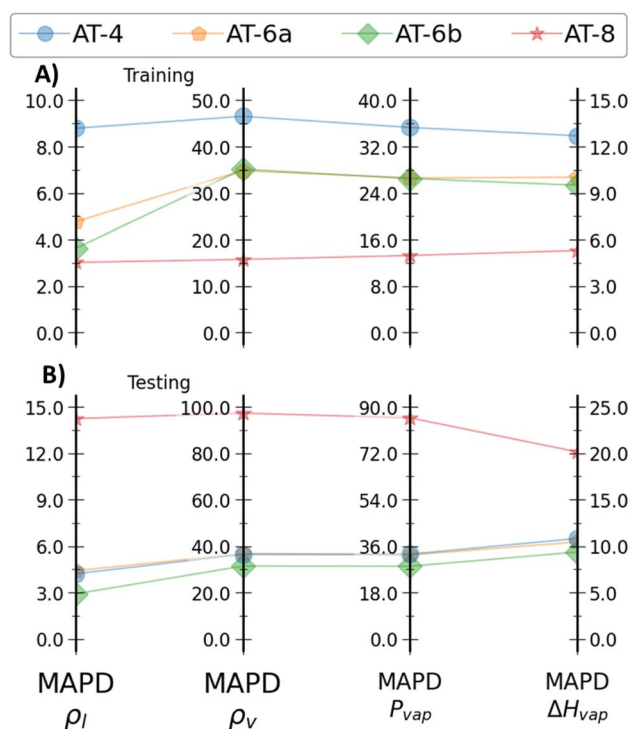 AT-4 AT-6a AT-6b AT-8
A) Training
10.0 50.0 40.0 15.0
8.0 40.0 32.0 12.0
6.0 30.0 24.0 9.0
4.0 20.0 16.0 6.0
2.0 10.0 8.0 3.0
0.0 0.0 0.0 0.0
B) Testing
15.0 100.0 90.0 25.0
12.0 80.0 72.0 20.0
9.0 60.0 54.0 15.0
6.0 40.0 36.0 10.0
3.0 20.0 18.0 5.0
0.0 0.0 0.0 0.0
MAPD MAPD MAPD MAPD
ρl ρv Pvap ΔHvap